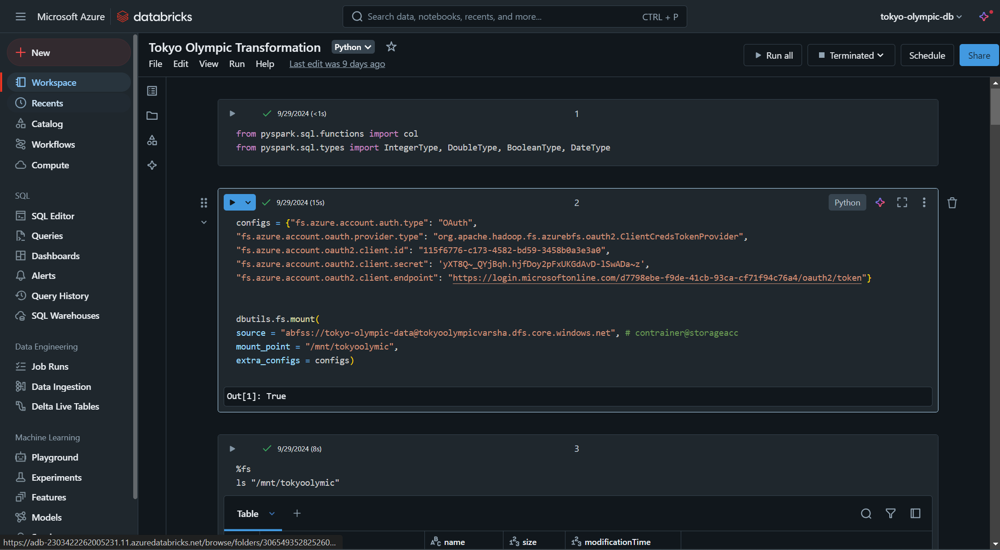 Microsoft Azure databricks
Search data, notebooks, recents, and more... CTRL + P
tokyo-olympic-db
New
Workspace
Recents
Catalog
Workflows
Compute
SQL
SQL Editor
Queries
Dashboards
Alerts
Query History
SQL Warehouses
Data Engineering
Job Runs
Data Ingestion
Delta Live Tables
Machine Learning
Playground
Experiments
Features
Models
https://adb-2303422262005231.11.azuredatabricks.net/browse/folders/306549352825260...
Tokyo Olympic Transformation Python
File Edit View Run Help Last edit was 9 days ago
Run all Terminated Schedule Share
9/29/2024 (<1s) 1
from pyspark.sql.functions import col
from pyspark.sql.types import IntegerType, DoubleType, BooleanType, DateType
9/29/2024 (15s) 2 Python
configs = {"fs.azure.account.auth.type": "OAuth",
"fs.azure.account.oauth.provider.type": "org.apache.hadoop.fs.azurebfs.oauth2.ClientCredsTokenProvider",
"fs.azure.account.oauth2.client.id": "115f6776-c173-4582-bd59-3458b0a3e3a0",
"fs.azure.account.oauth2.client.secret": 'yXT8Q~_QYjBqh.hjfDoy2pFxUKGdAvD-lSwADa~z',
"fs.azure.account.oauth2.client.endpoint": "https://login.microsoftonline.com/d7798ebe-f9de-41cb-93ca-cf71f94c76a4/oauth2/token"}
dbutils.fs.mount(
source = "abfss://tokyo-olympic-data@tokyoolympicvarsha.dfs.core.windows.net", # contrainer@storageacc
mount_point = "/mnt/tokyoolymic",
extra_configs = configs)
Out[1]: True
9/29/2024 (8s) 3
%fs
ls "/mnt/tokyoolymic"
Table
ABC name 123 size 123 modificationTime